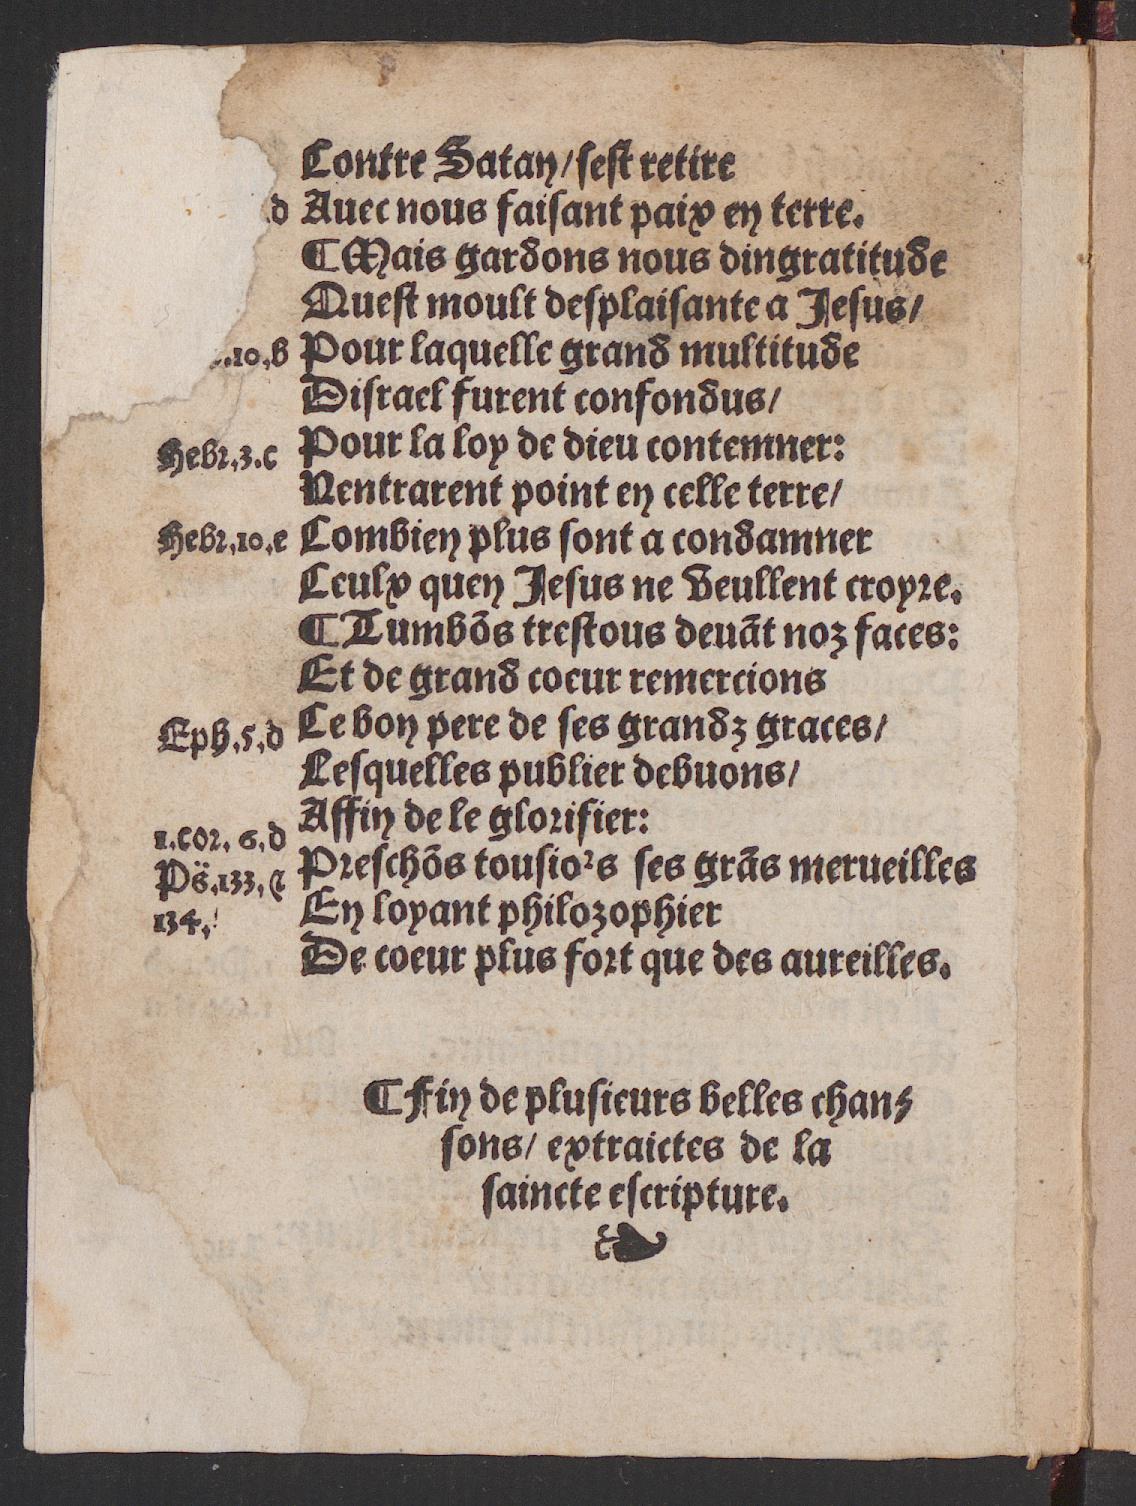 Contre Satan/ sest retire
d Auec nous faisant paix en terre.
¶ Mais gardons nous dingratitude
Quest moult desplaisante a Jesus/
.10.b Pour laquelle grand multitude
Disrael furent confondus/
Hebr.3.c Pour la loy de dieu contemner:
Nentrarent point en celle terre/
Hebr.10.e Combien plus sont a condamner
Ceulx quen Jesus ne veullent croyre.
¶ Tumbõs trestous deuãt noz faces:
Et de grand coeur remercions
Eph.5.d Le bon pere de ses grandz graces/
Lesquelles publier debuons/
Affin de le glorifier:
1.cor. 6.d
Preschõs tousioꝛs ses grãs merueilles
Ps̈.133.⁊
En loyant philozophier
134.
De coeur plus fort que des aureilles.
¶ Fin de plusieurs belles chan⸗
sons/ extraictes de la
saincte escripture.